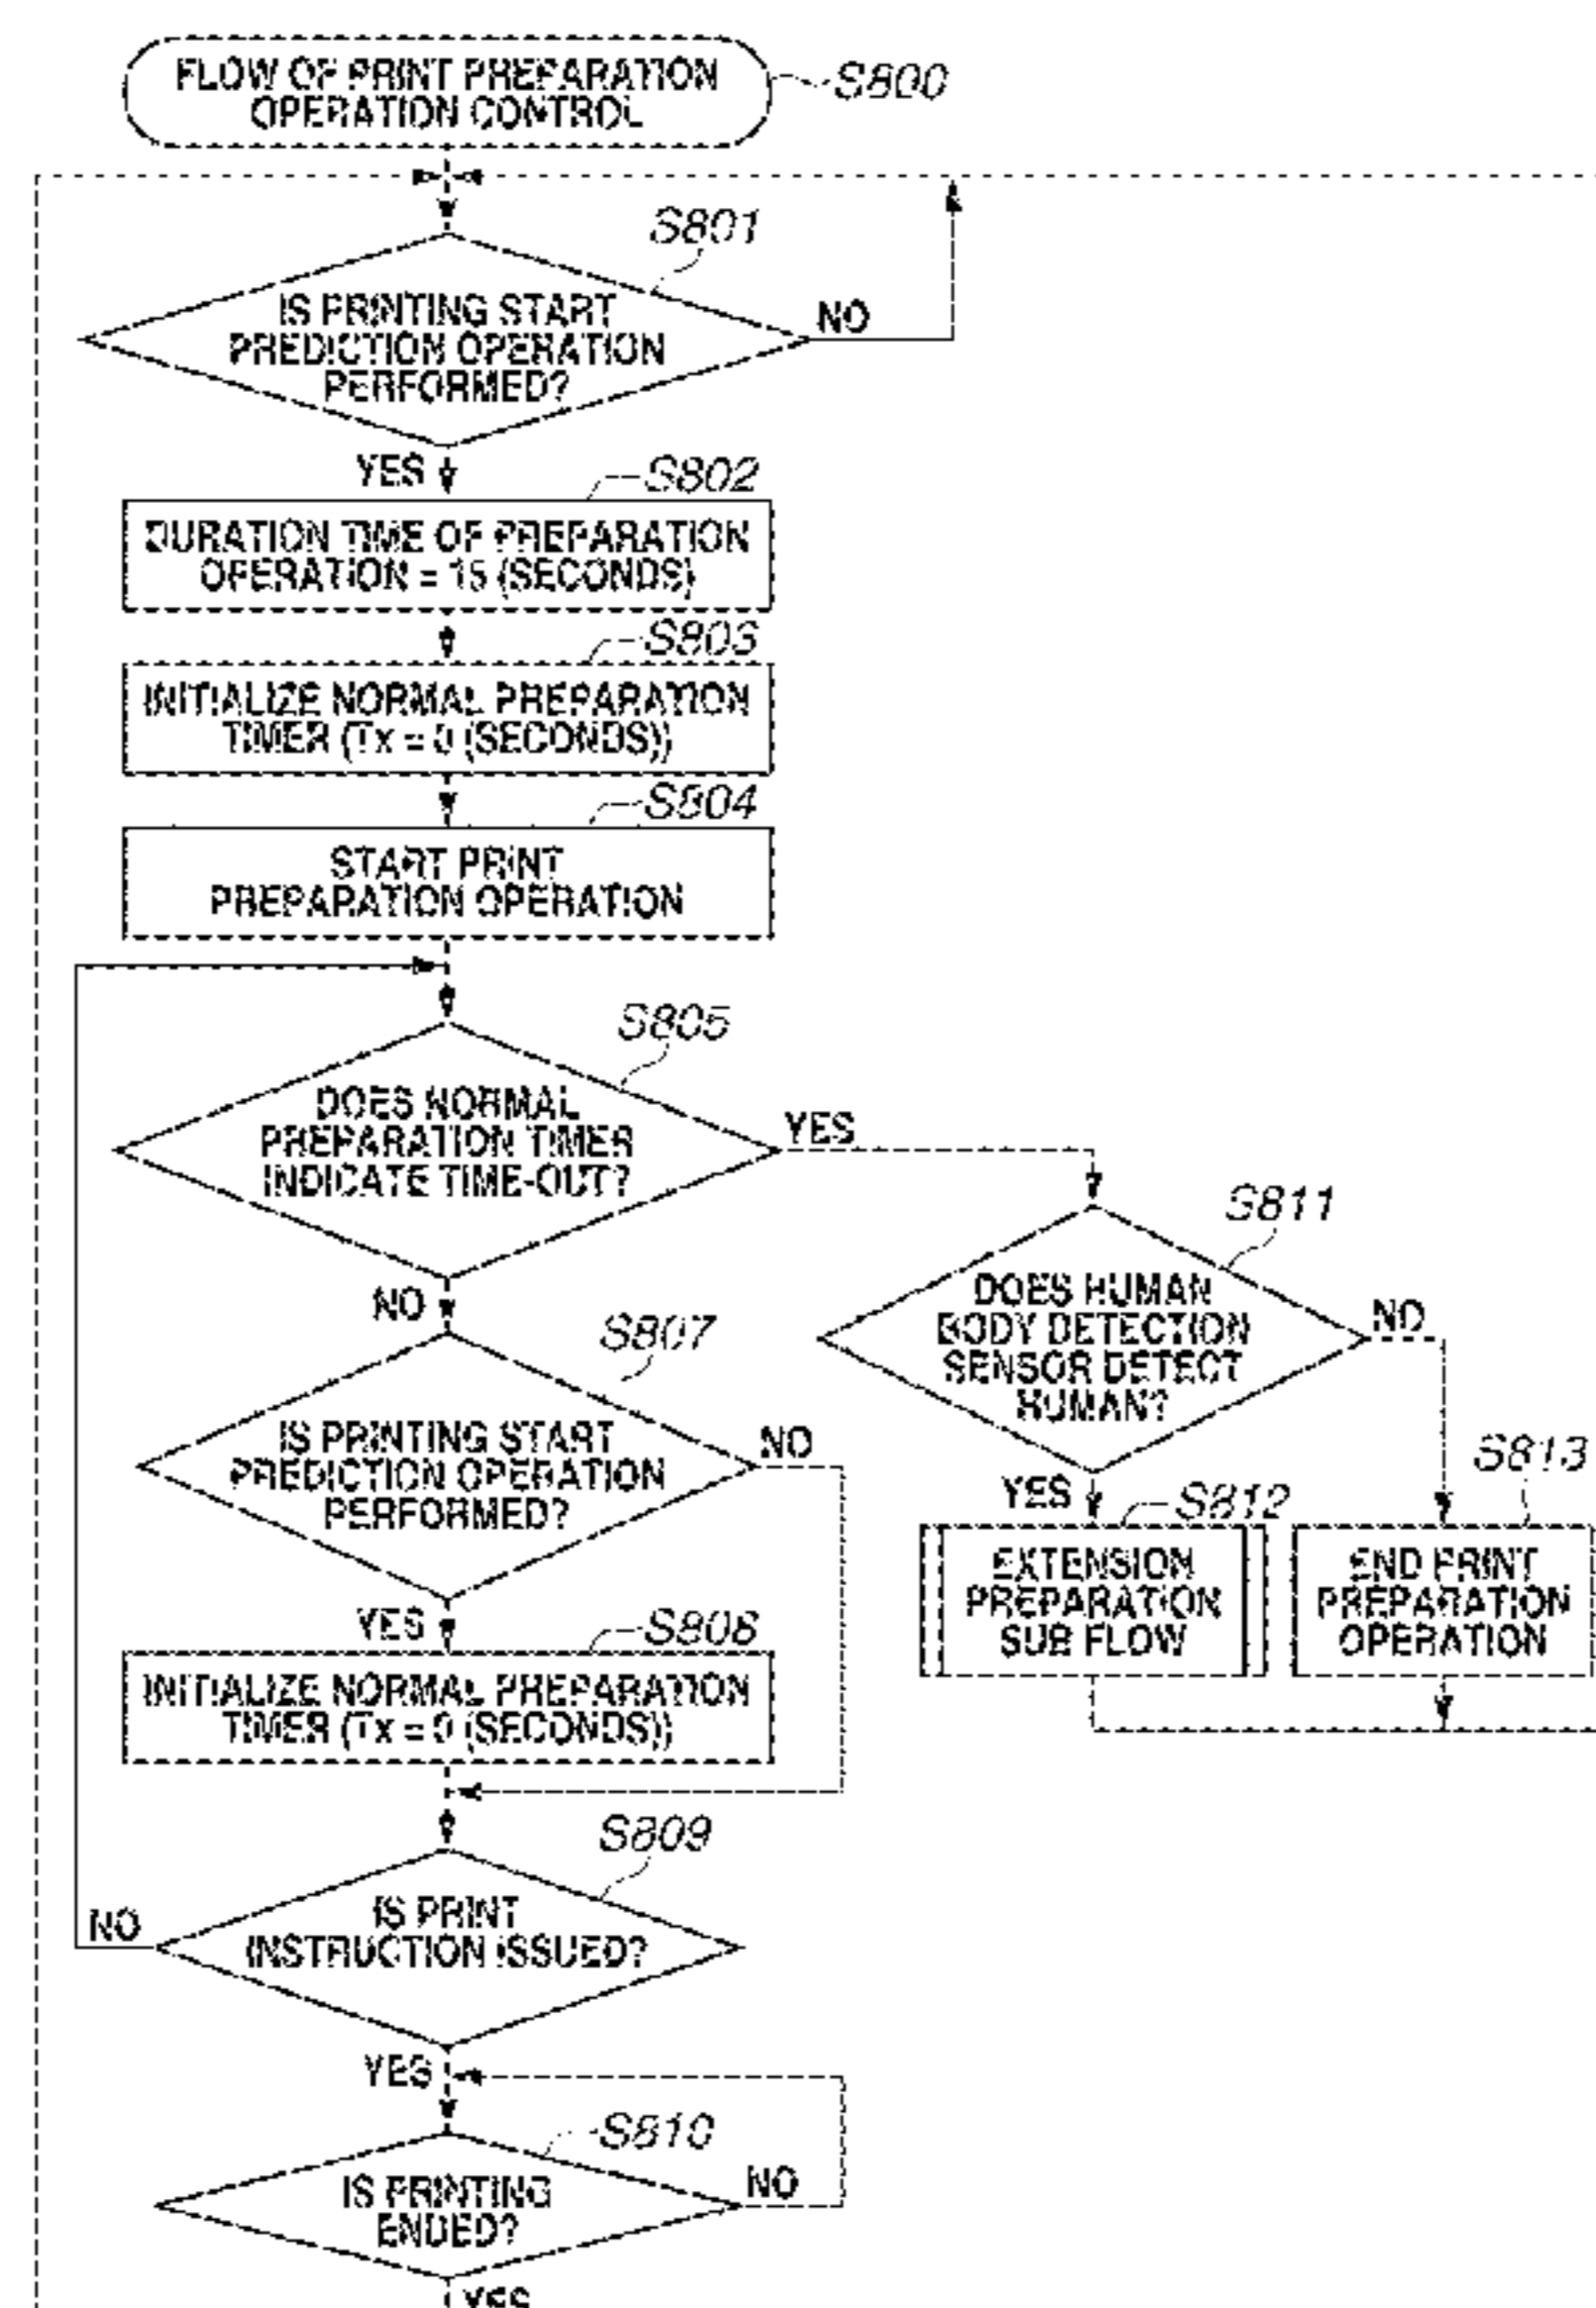 FLOW OF PRINT PREPARATION
OPERATION CONTROL
S800
S801
IS PRINTING START
PREDICTION OPERATION
PERFORMED?
NO
YES
S802
DURATION TIME OF PREPARATION
OPERATION = 15 (SECONDS)
S803
INITIALIZE NORMAL PREPARATION
TIMER (Tx = 0 (SECONDS))
S804
START PRINT
PREPARATION OPERATION
S805
DOES NORMAL
PREPARATION TIMER
INDICATE TIME-OUT?
YES
NO
S811
DOES HUMAN
BODY DETECTION
SENSOR DETECT
HUMAN?
NO
YES
S807
IS PRINTING START
PREDICTION OPERATION
PERFORMED?
NO
YES
S812
EXTENSION
PREPARATION
SUB FLOW
S813
END PRINT
PREPARATION
OPERATION
S808
INITIALIZE NORMAL PREPARATION
TIMER (Tx = 0 (SECONDS))
S809
IS PRINT
INSTRUCTION ISSUED?
NO
YES
S810
IS PRINTING
ENDED?
NO
YES